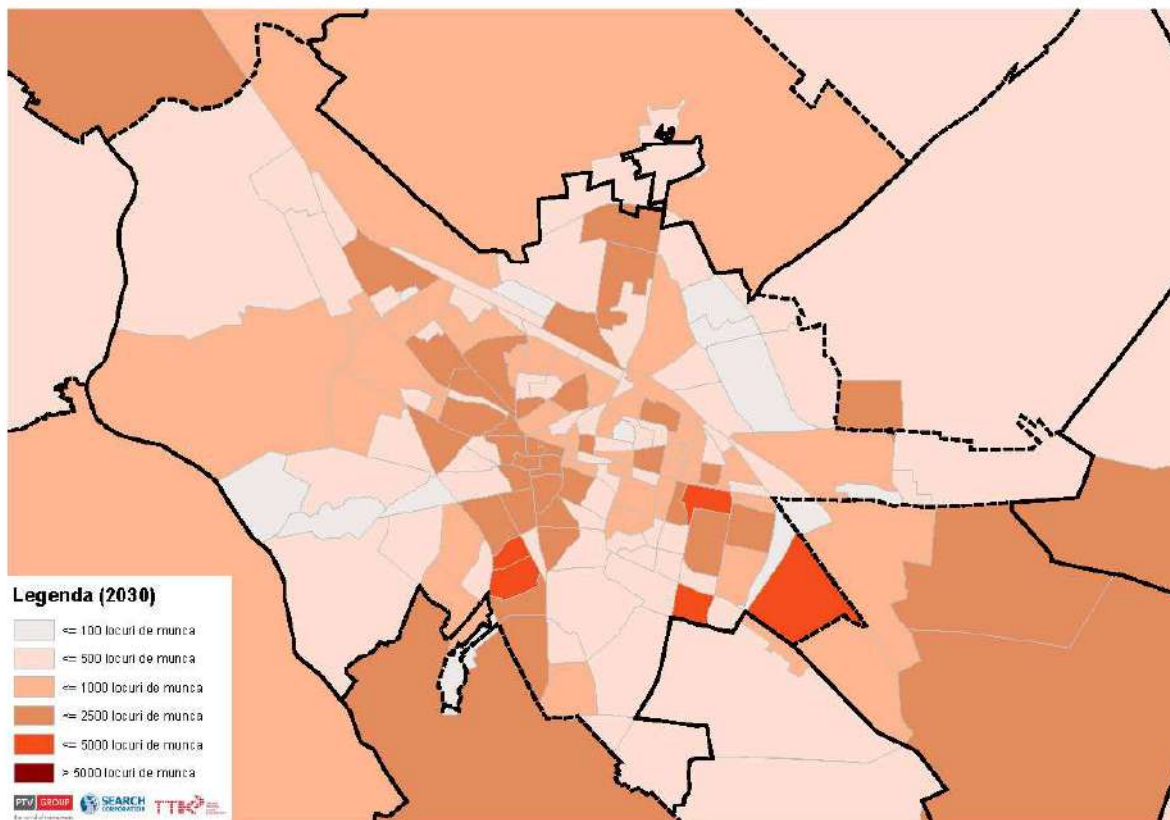 Legenda (2030)
<= 100 locuri de munca
<= 500 locuri de munca
<= 1000 locuri de munca
<= 2500 locuri de munca
<= 5000 locuri de munca
> 5000 locuri de munca
PTV GROUP
SEARCH
CORPORATION
TTK